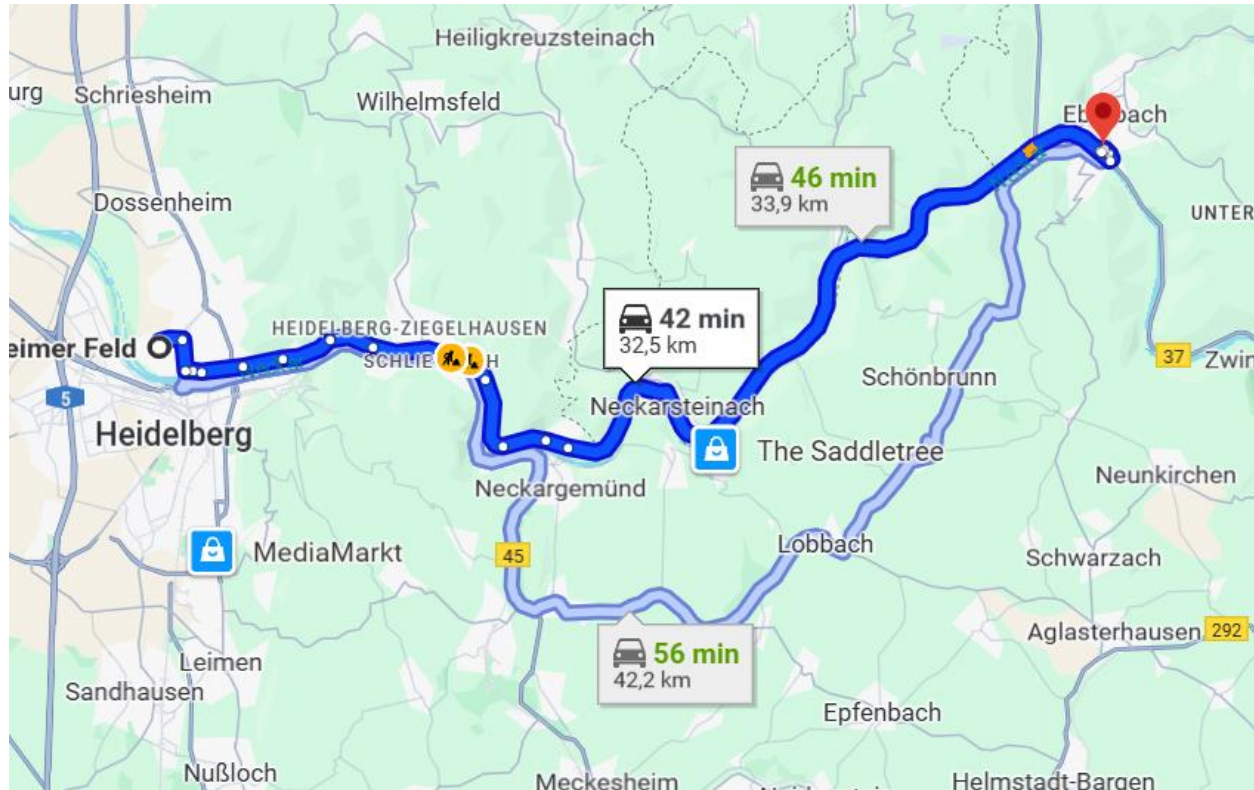 Heiligkreuzsteinach
urg
Schriesheim
Wilhelmsfeld
Dossenheim
46 min
33,9 km
UNTER
HEIDELBERG-ZIEGELHAUSEN
42 min
32,5 km
eimer Feld
37
Zwin
5
Schönbrunn
Neckarsteinach
Heidelberg
The Saddletree
Neckargemünd
Neunkirchen
MediaMarkt
45
Lobbach
Schwarzach
Aglasterhausen
292
56 min
42,2 km
Leimen
Sandhausen
Epfenbach
Nußloch
Meckesheim
Helmstadt-Bargen